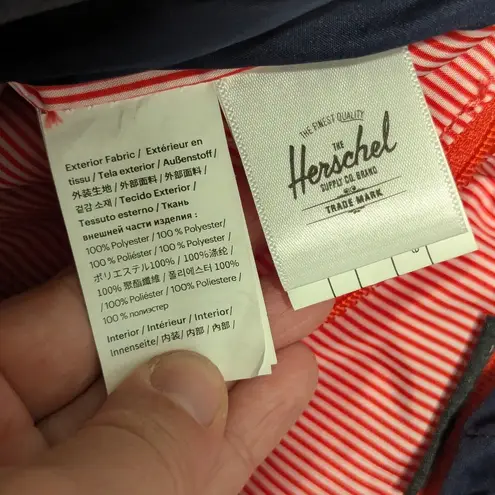 Exterior Fabric / Extérieur en
tissu / Tela exterior / Außenstoff /
外装生地 / 外部面料 / 外部面料 /
겉감 소재 / Tecido Exterior /
Tessuto esterno / Ткань
внешней части изделия :
100% Polyester / 100 % Polyester /
100 % Poliéster / 100% Polyester /
ポリエステル100% / 100%涤纶 /
100% 聚酯纖維 / 폴리에스터 100%
/ 100% Poliéster / 100% Poliestere /
100 % полиэстер
Interior / Intérieur / Interior/
Innenseite/ 内装/ 内部 / 內部 /
THE FINEST QUALITY
THE
Herschel
SUPPLY CO. BRAND
TRADE MARK